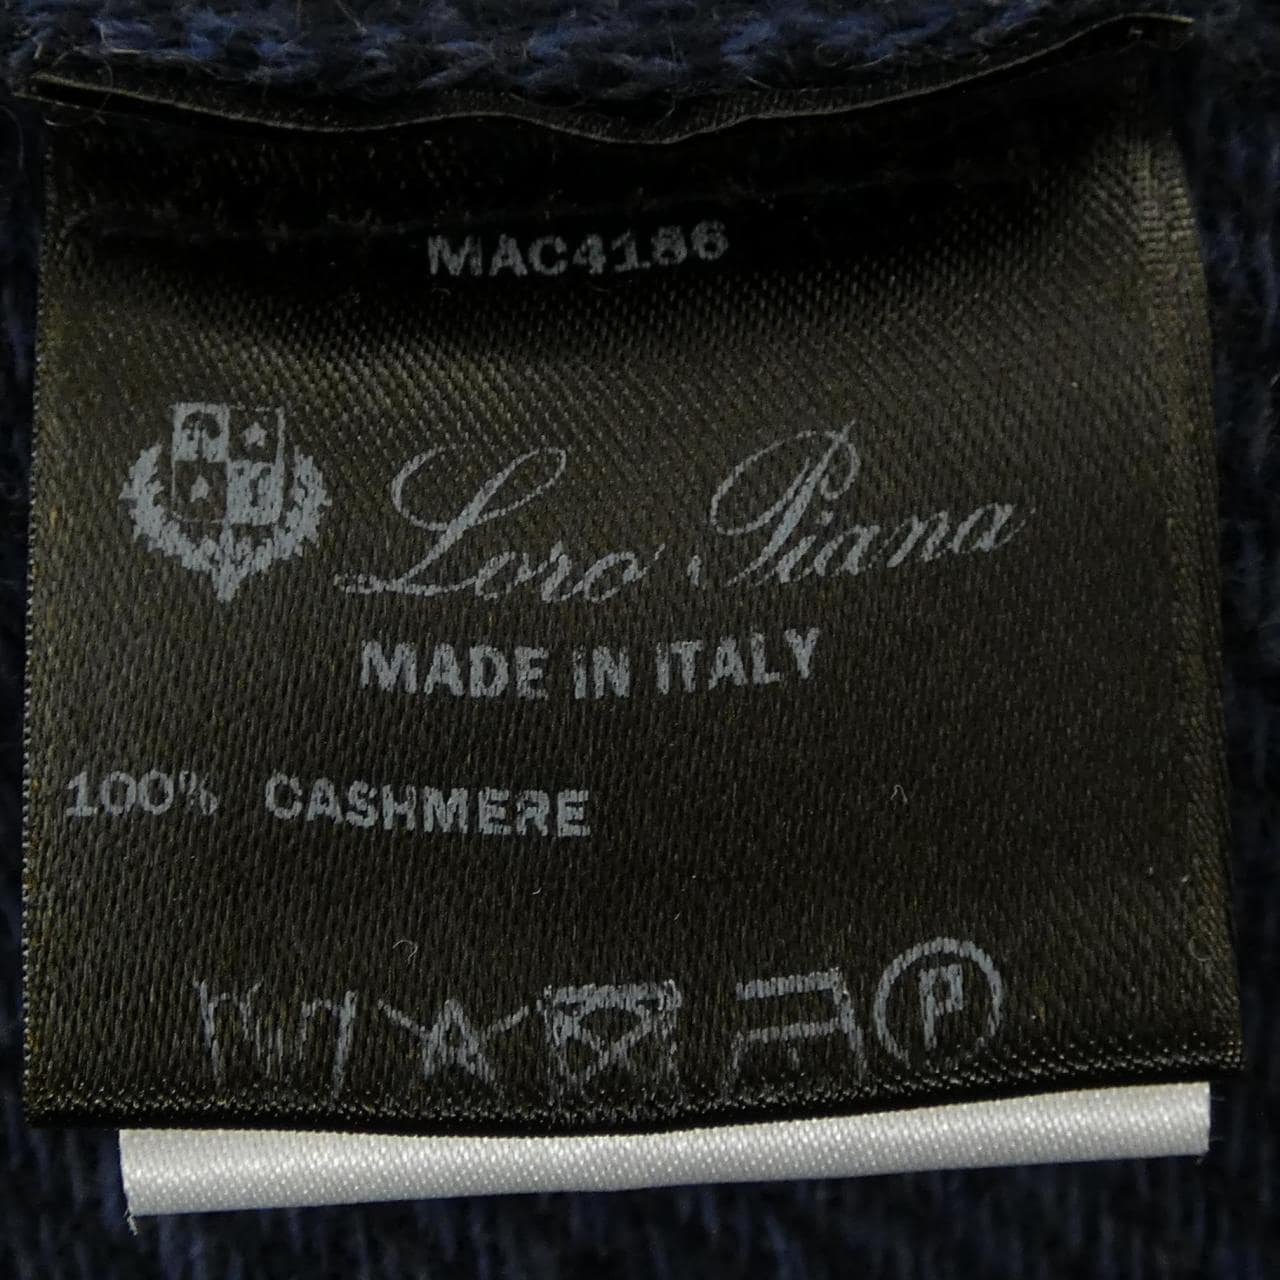 MAC4186
Loro Piana
MADE IN ITALY
100% CASHMERE
P